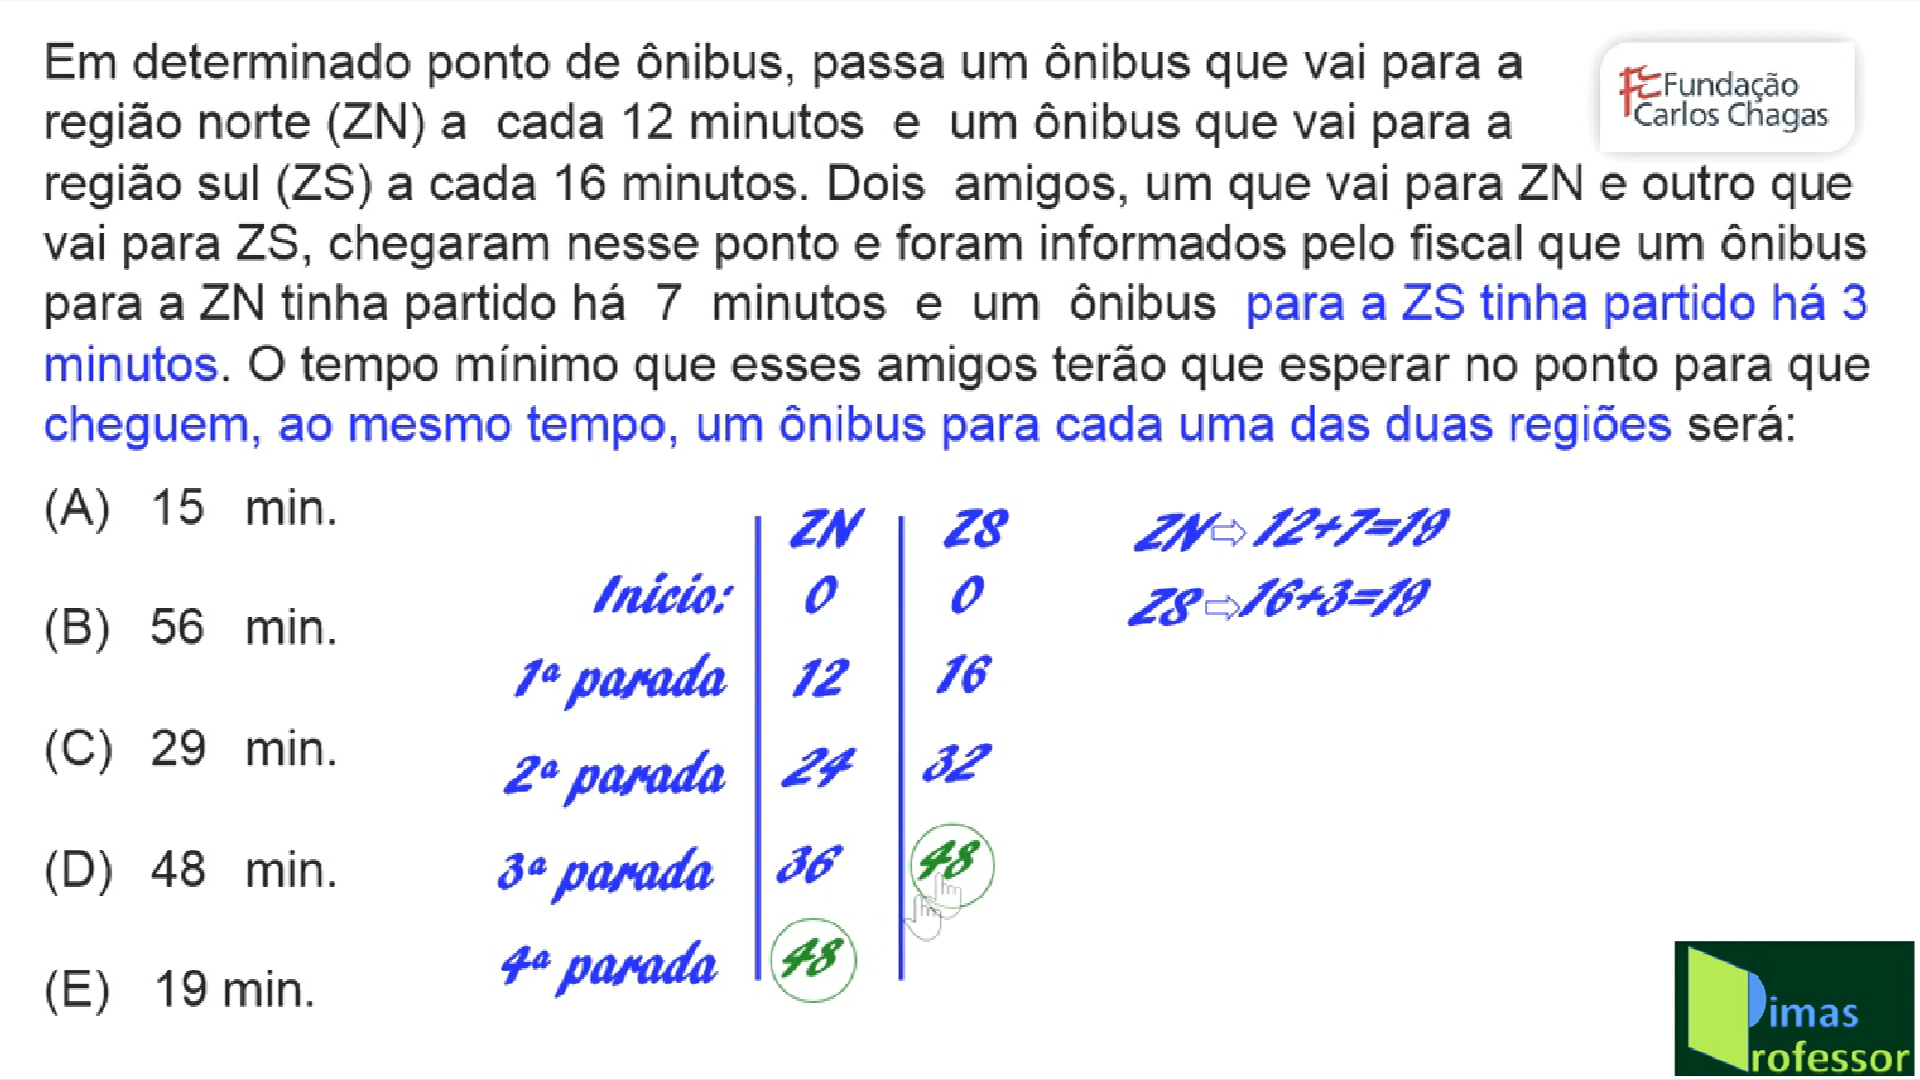 Em determinado ponto de ônibus, passa um ônibus que vai para a
região norte (ZN) a cada 12 minutos e um ônibus que vai para a
região sul (ZS) a cada 16 minutos. Dois amigos, um que vai para ZN e outro que
vai para ZS, chegaram nesse ponto e foram informados pelo fiscal que um ônibus
para a ZN tinha partido há 7 minutos e um ônibus para a ZS tinha partido há 3
minutos. O tempo mínimo que esses amigos terão que esperar no ponto para que
cheguem, ao mesmo tempo, um ônibus para cada uma das duas regiões será:
Fundação
Carlos Chagas
(A) 15 min.
(B) 56 min.
(C) 29 min.
(D) 48 min.
(E) 19 min.
ZN ZS
Início: 0 0
1ª parada 12 16
2ª parada 24 32
3ª parada 36 48
4ª parada 48
ZN⇨12+7=19
ZS⇨16+3=19
Dimas
Professor